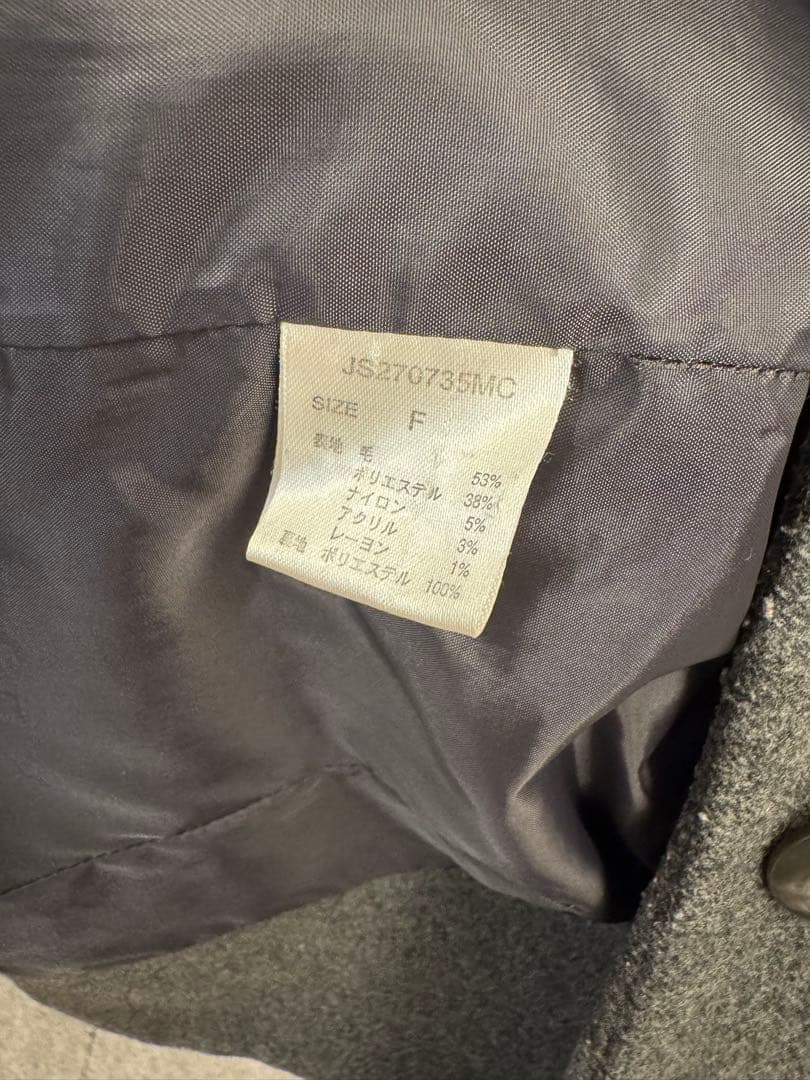 JS270735MC
SIZE F
表地 毛 53%
ポリエステル 38%
ナイロン 5%
アクリル 3%
レーヨン 1%
裏地 ポリエステル 100%